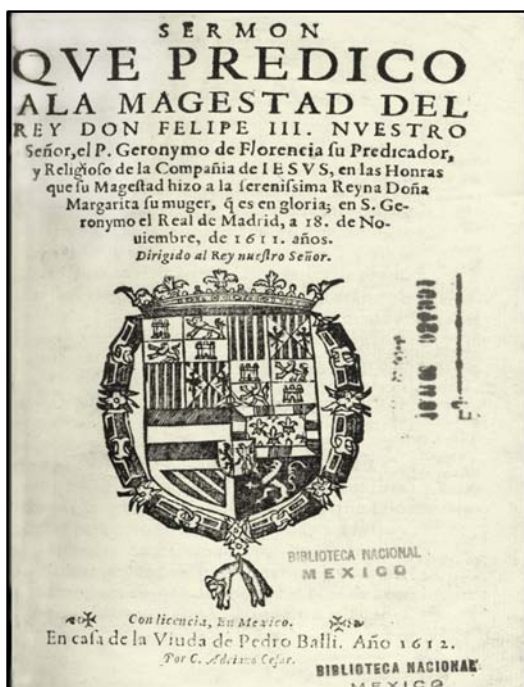 SERMON
QVE PREDICO
ALA MAGESTAD DEL
REY DON FELIPE III. NVESTRO
Señor, el P. Geronymo de Florencia su Predicador,
y Religioso de la Compañia de IESVS, en las Honras
que su Magestad hizo a la serenissima Reyna Doña
Margarita su muger, q̃ es en gloria; en S. Ge-
ronymo el Real de Madrid, a 18. de No-
uiembre, de 1611. años.
Dirigido al Rey nuestro Señor.
BIBLIOTECA NACIONAL
MEXICO
Con licencia, En Mexico.
En casa de la Viuda de Pedro Balli. Año 1612.
Por C. Adriano Cesar.
BIBLIOTECA NACIONAL
MEXICO